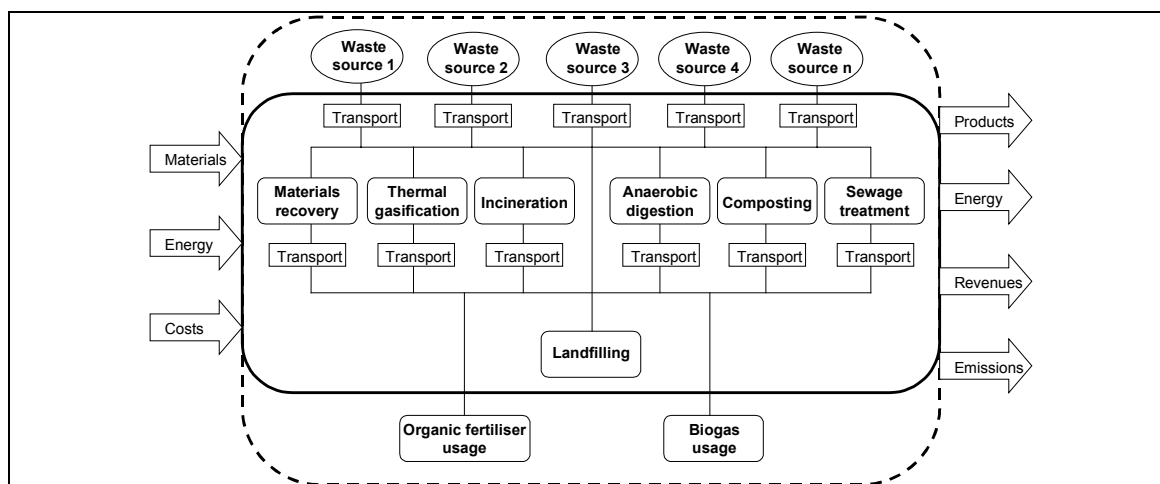 Waste
source 1
Waste
source 2
Waste
source 3
Waste
source 4
Waste
source n
Transport
Transport
Transport
Transport
Transport
Products
Materials
Materials
recovery
Thermal
gasification
Incineration
Anaerobic
digestion
Composting
Sewage
treatment
Energy
Energy
Transport
Transport
Transport
Transport
Transport
Transport
Revenues
Costs
Landfilling
Emissions
Organic fertiliser
usage
Biogas
usage